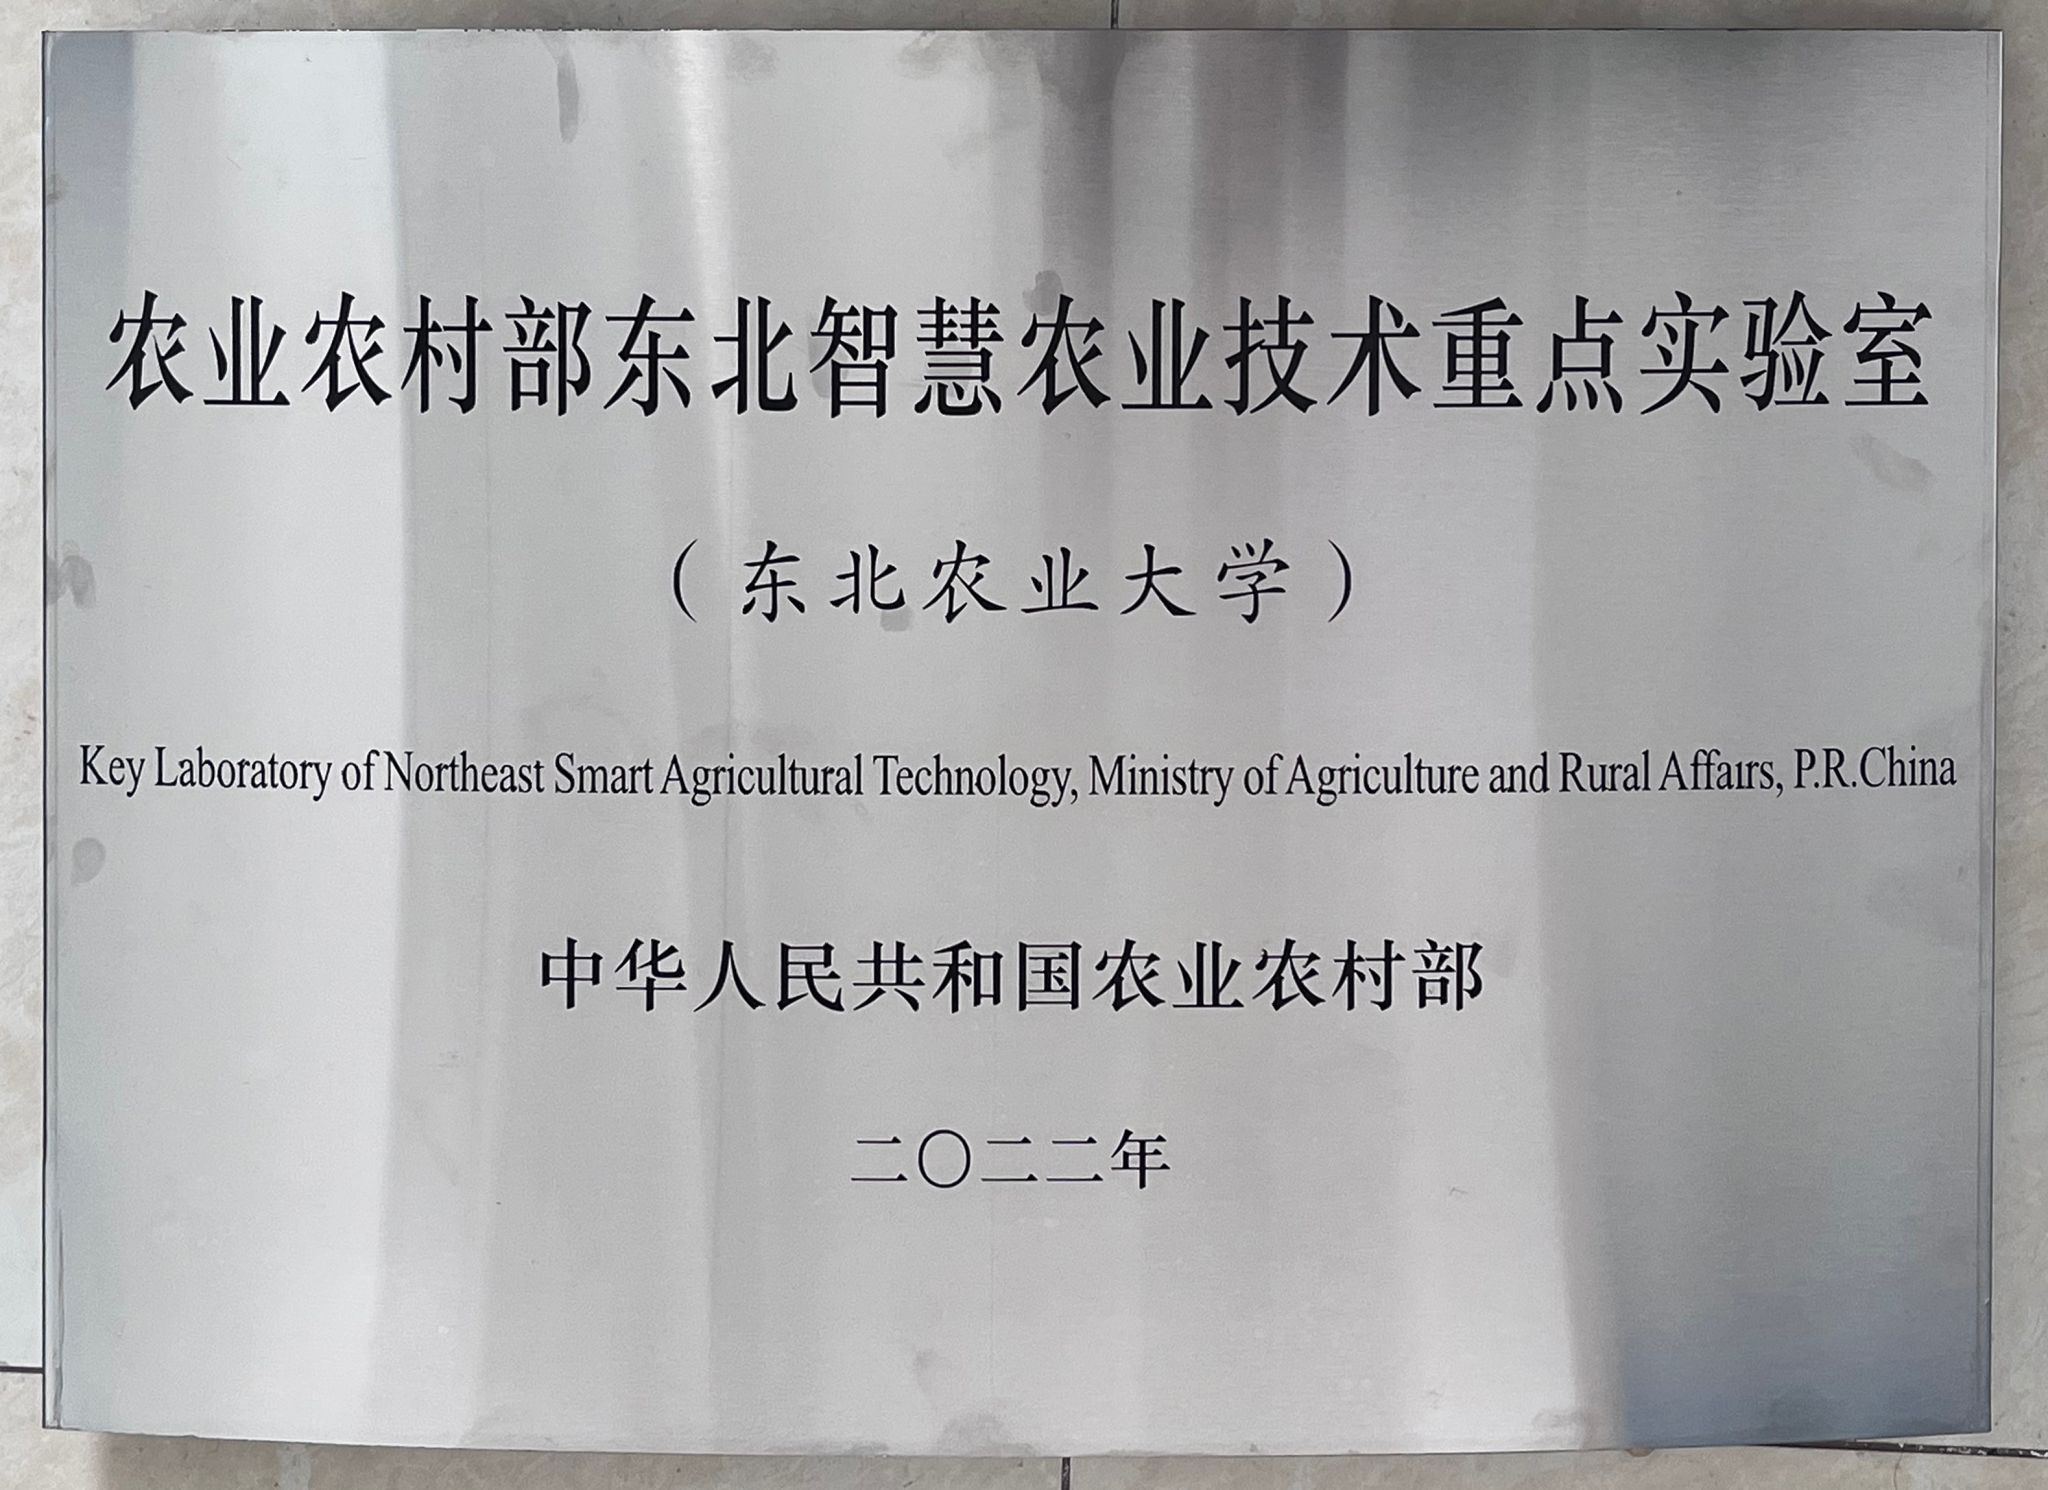 农业农村部东北智慧农业技术重点实验室
（东北农业大学）
Key Laboratory of Northeast Smart Agricultural Technology, Ministry of Agriculture and Rural Affairs, P.R.China
中华人民共和国农业农村部
二〇二二年